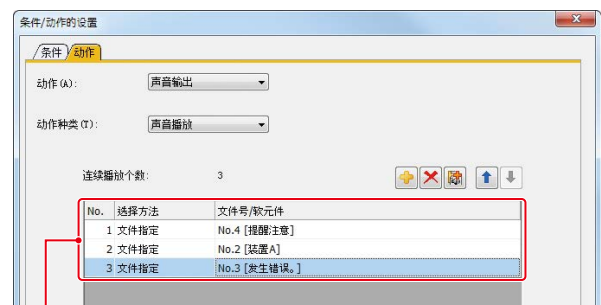 条件/动作的设置
条件 动作
动作(A): 声音输出
动作种类(T): 声音播放
连续播放个数: 3
No. 选择方法 文件号/软元件
1 文件指定 No.4 [提醒注意]
2 文件指定 No.2 [装置A]
3 文件指定 No.3 [发生错误。]